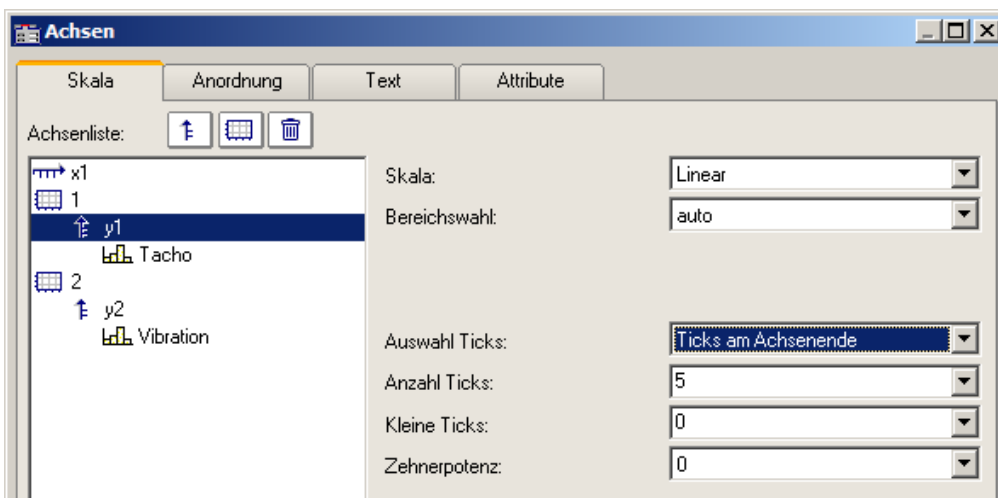 Achsen
Skala Anordnung Text Attribute
Achsenliste:
x1
1
y1
Tacho
2
y2
Vibration
Skala: Linear
Bereichswahl: auto
Auswahl Ticks: Ticks am Achsenende
Anzahl Ticks: 5
Kleine Ticks: 0
Zehnerpotenz: 0